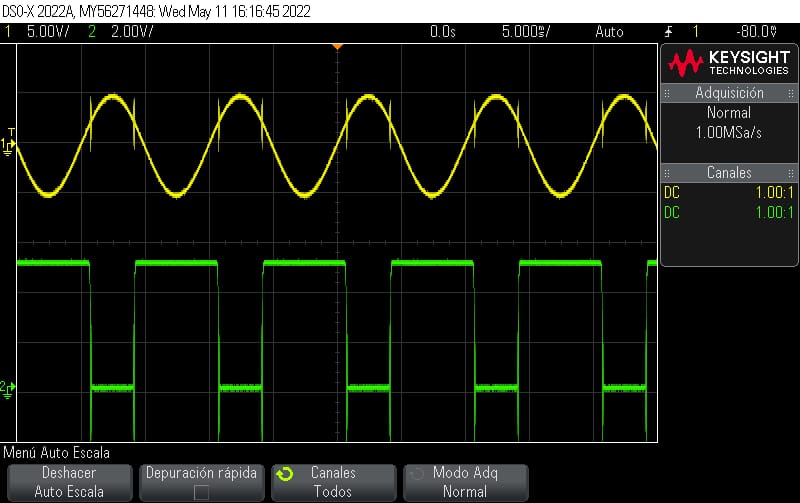 DSO-X 2022A, MY56271448: Wed May 11 16:16:45 2022
1 5.00V/ 2 2.00V/ 0.0s 5.000s/ Auto 1 -80.0V
KEYSIGHT
TECHNOLOGIES
Adquisición
Normal
1.00MSa/s
Canales
DC 1.00:1
DC 1.00:1
T
1
2
Menú Auto Escala
Deshacer
Auto Escala
Depuración rápida
Canales
Todos
Modo Adq
Normal